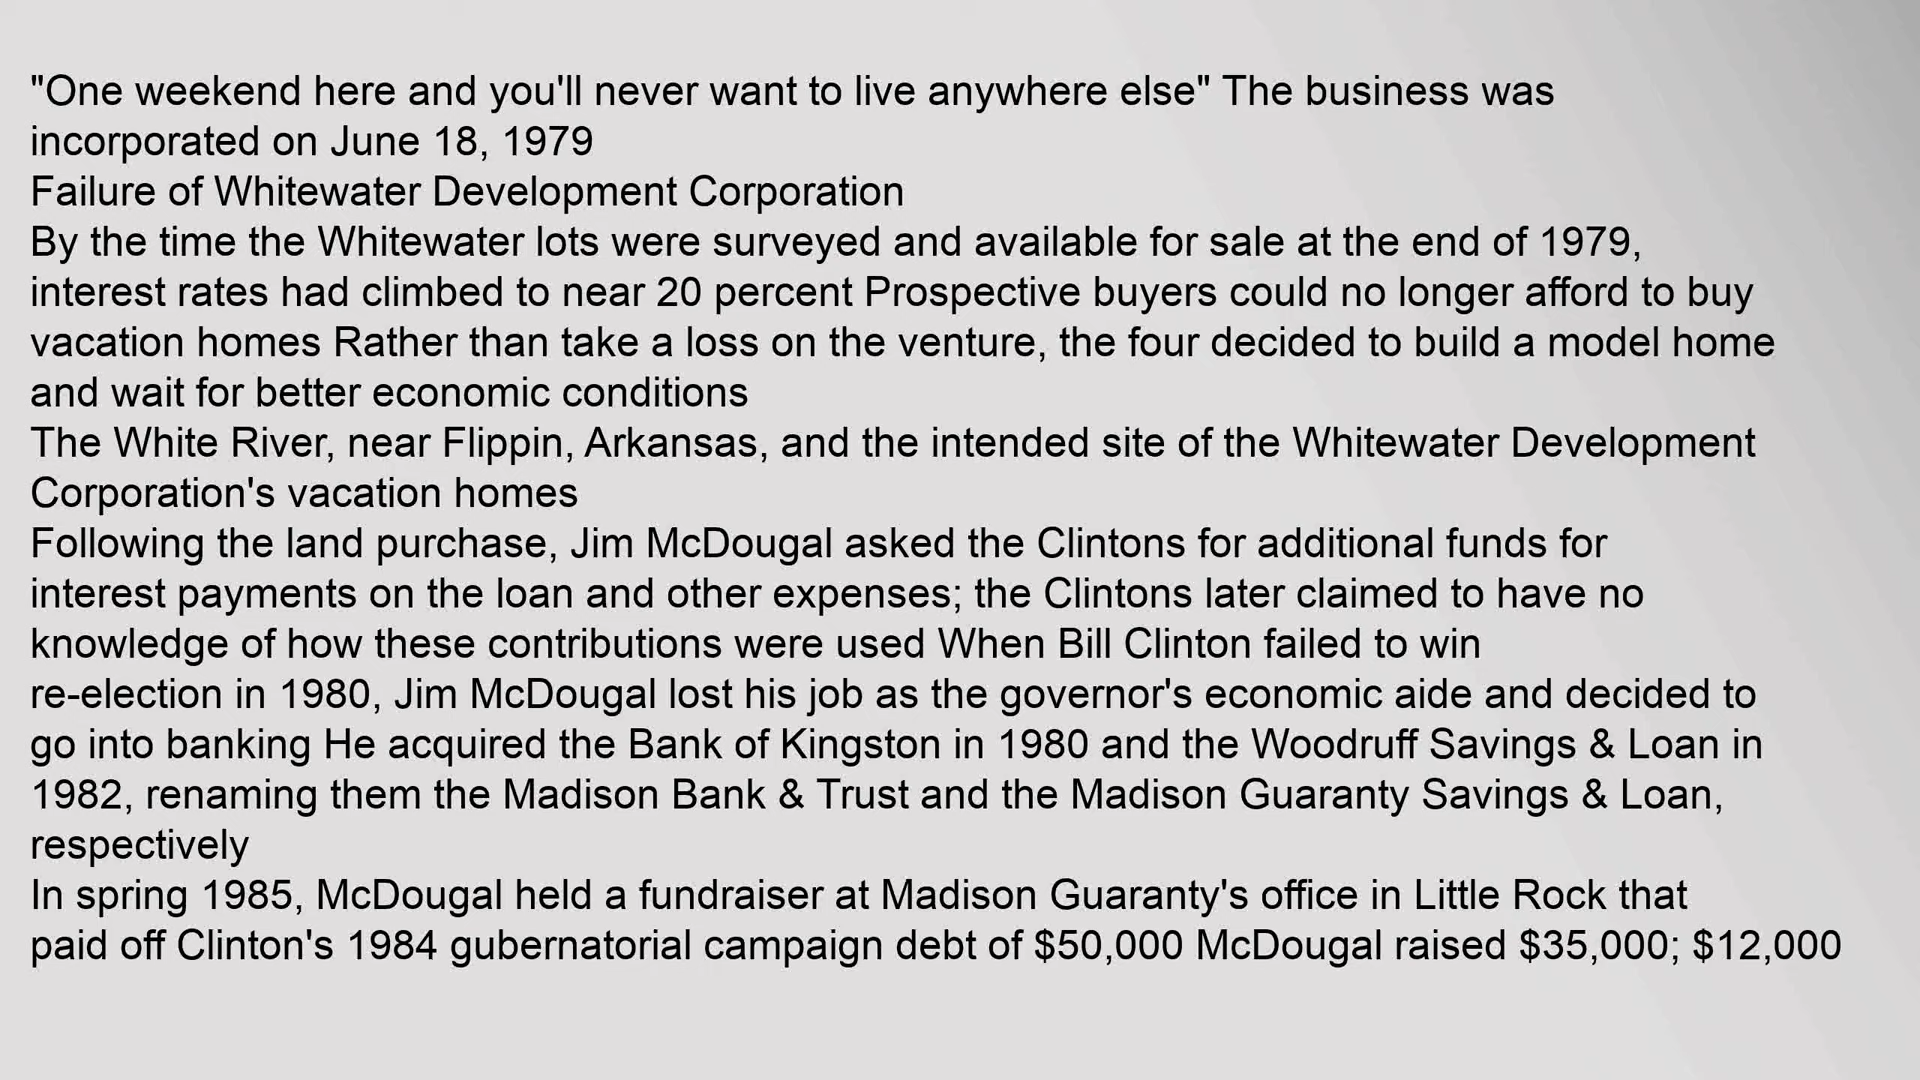 "One weekend here and you'll never want to live anywhere else" The business was
incorporated on June 18, 1979
Failure of Whitewater Development Corporation
By the time the Whitewater lots were surveyed and available for sale at the end of 1979,
interest rates had climbed to near 20 percent Prospective buyers could no longer afford to buy
vacation homes Rather than take a loss on the venture, the four decided to build a model home
and wait for better economic conditions
The White River, near Flippin, Arkansas, and the intended site of the Whitewater Development
Corporation's vacation homes
Following the land purchase, Jim McDougal asked the Clintons for additional funds for
interest payments on the loan and other expenses; the Clintons later claimed to have no
knowledge of how these contributions were used When Bill Clinton failed to win
re-election in 1980, Jim McDougal lost his job as the governor's economic aide and decided to
go into banking He acquired the Bank of Kingston in 1980 and the Woodruff Savings & Loan in
1982, renaming them the Madison Bank & Trust and the Madison Guaranty Savings & Loan,
respectively
In spring 1985, McDougal held a fundraiser at Madison Guaranty's office in Little Rock that
paid off Clinton's 1984 gubernatorial campaign debt of $50,000 McDougal raised $35,000; $12,000